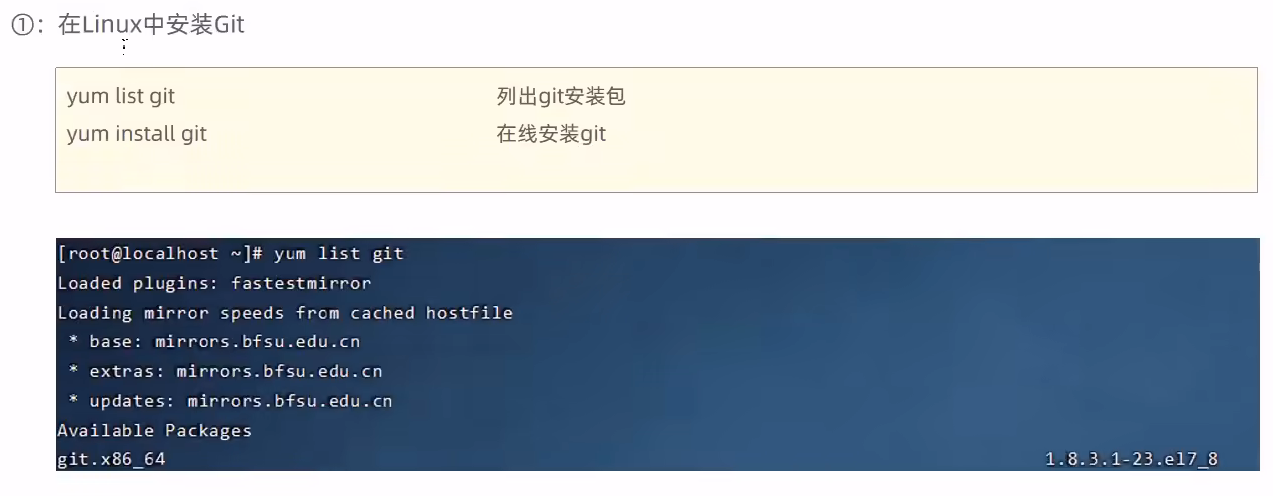 ①：在Linux中安装Git
yum list git 列出git安装包
yum install git 在线安装git
[root@localhost ~]# yum list git
Loaded plugins: fastestmirror
Loading mirror speeds from cached hostfile
* base: mirrors.bfsu.edu.cn
* extras: mirrors.bfsu.edu.cn
* updates: mirrors.bfsu.edu.cn
Available Packages
git.x86_64 1.8.3.1-23.el7_8